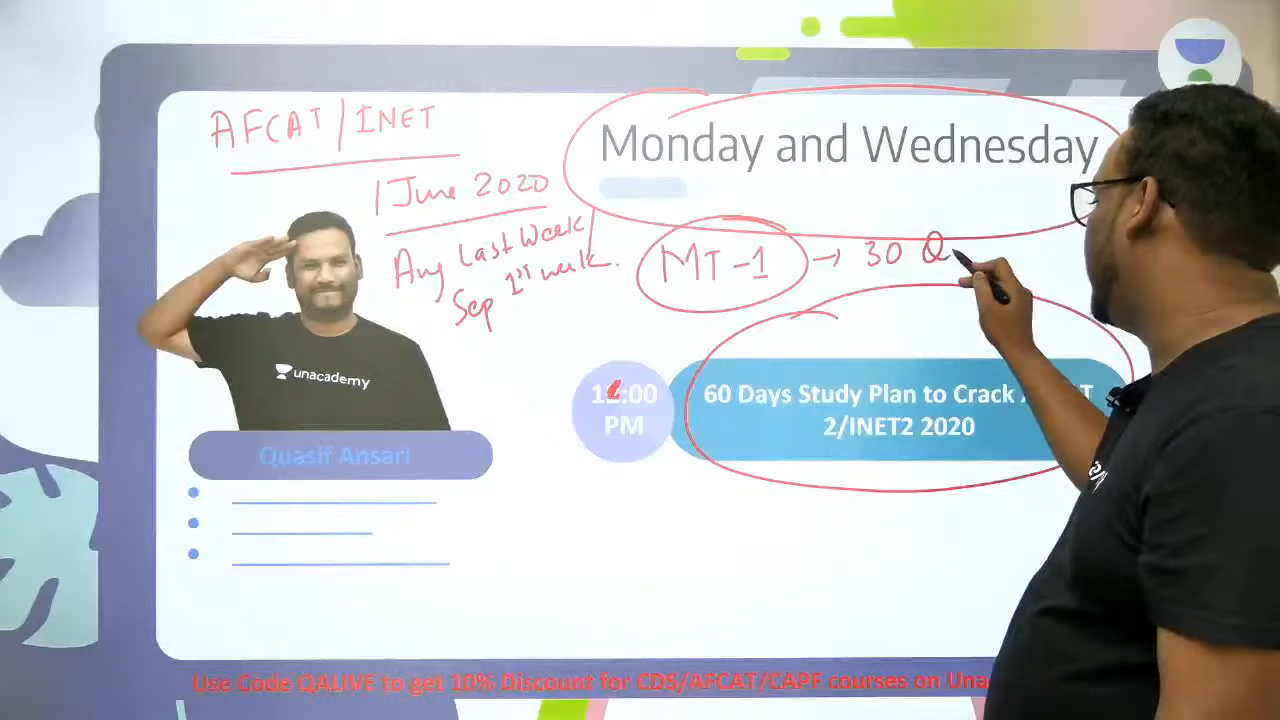 AFCAT / INET
Monday and Wednesday
1 June 2020
Aug Last Week /
Sep 1st week.
MT-1 → 30 Q
unacademy
:00
PM
60 Days Study Plan to Crack
2/INET2 2020
Quasif Ansari
Use Code QALIVE to get 10% Discount for CDS/AFCAT/CAPF courses on